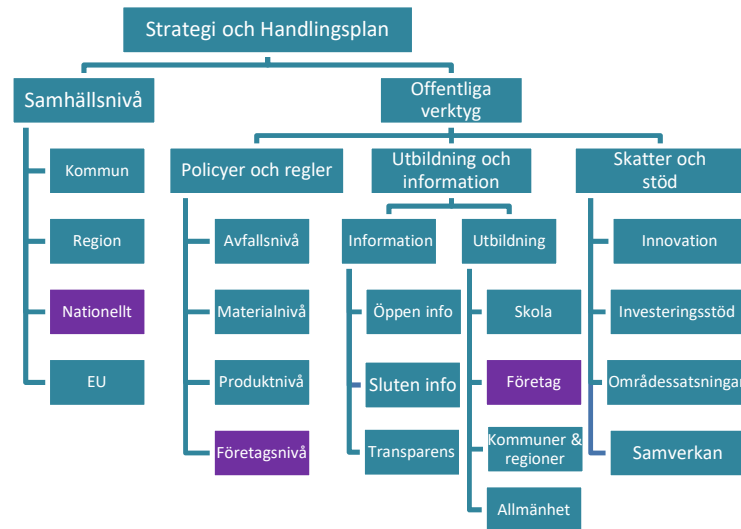 Strategi och Handlingsplan
Samhällsnivå
Offentliga
verktyg
Kommun
Region
Nationellt
EU
Policyer och regler
Utbildning och
information
Skatter och
stöd
Avfallsnivå
Materialnivå
Produktnivå
Företagsnivå
Information
Öppen info
Sluten info
Transparens
Utbildning
Skola
Företag
Kommuner &
regioner
Allmänhet
Innovation
Investeringsstöd
Områdessatsningar
Samverkan